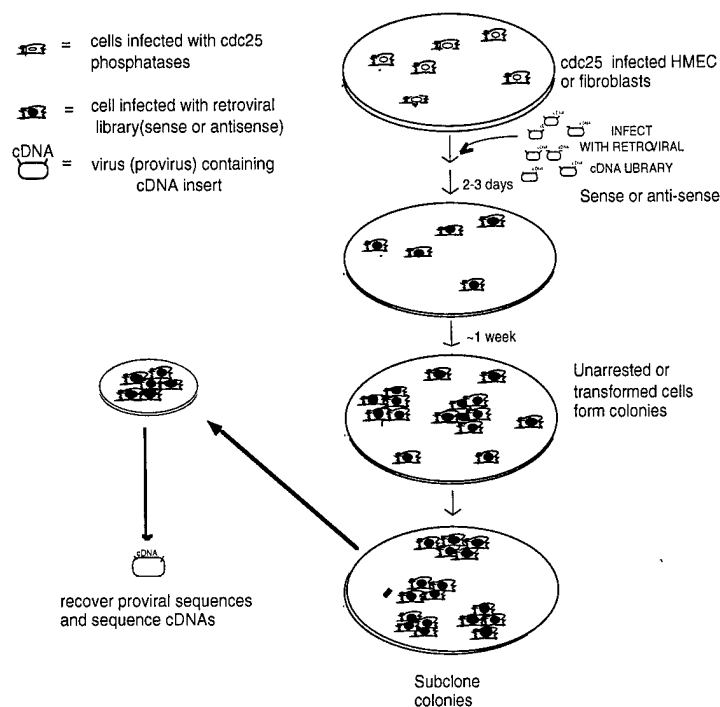 = cells infected with cdc25
phosphatases
= cell infected with retroviral
library(sense or antisense)
cDNA
= virus (provirus) containing
cDNA insert
cdc25 infected HMEC
or fibroblasts
INFECT
WITH RETROVIRAL
cDNA LIBRARY
Sense or anti-sense
2-3 days
~1 week
Unarrested or
transformed cells
form colonies
cDNA
recover proviral sequences
and sequence cDNAs
Subclone
colonies